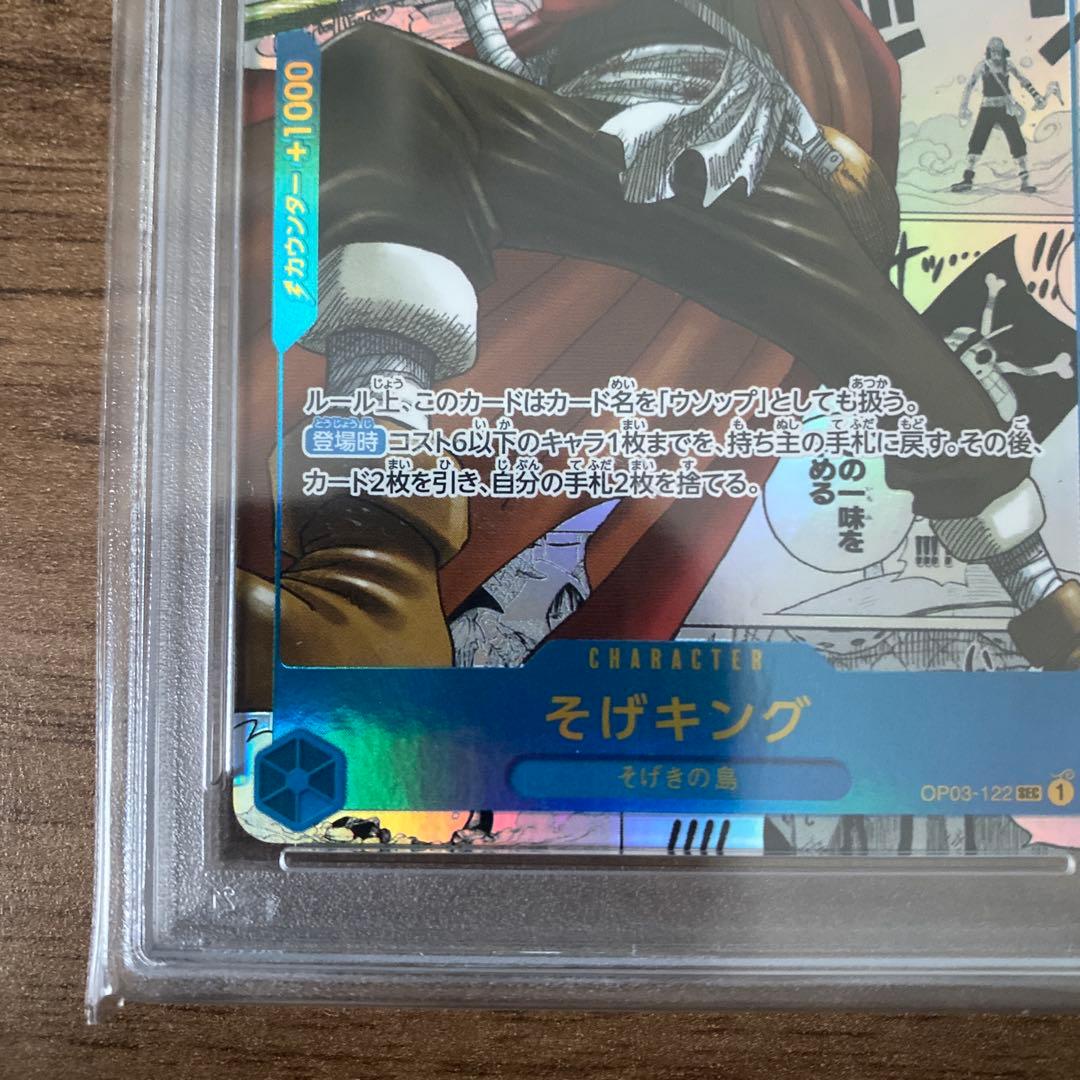 カウンター +1000
ルール上、このカードはカード名を「ウソップ」としても扱う。
登場時 コスト6以下のキャラ1枚までを、持ち主の手札に戻す。その後、
カード2枚を引き、自分の手札2枚を捨てる。
の一味を
める
!!!
CHARACTER
そげキング
そげきの島
OP03-122 SEC 1